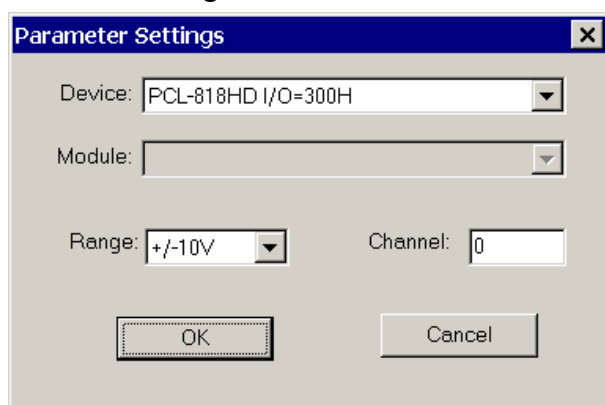 Parameter Settings
Device: PCL-818HD I/O=300H
Module:
Range: +/-10V Channel: 0
OK Cancel